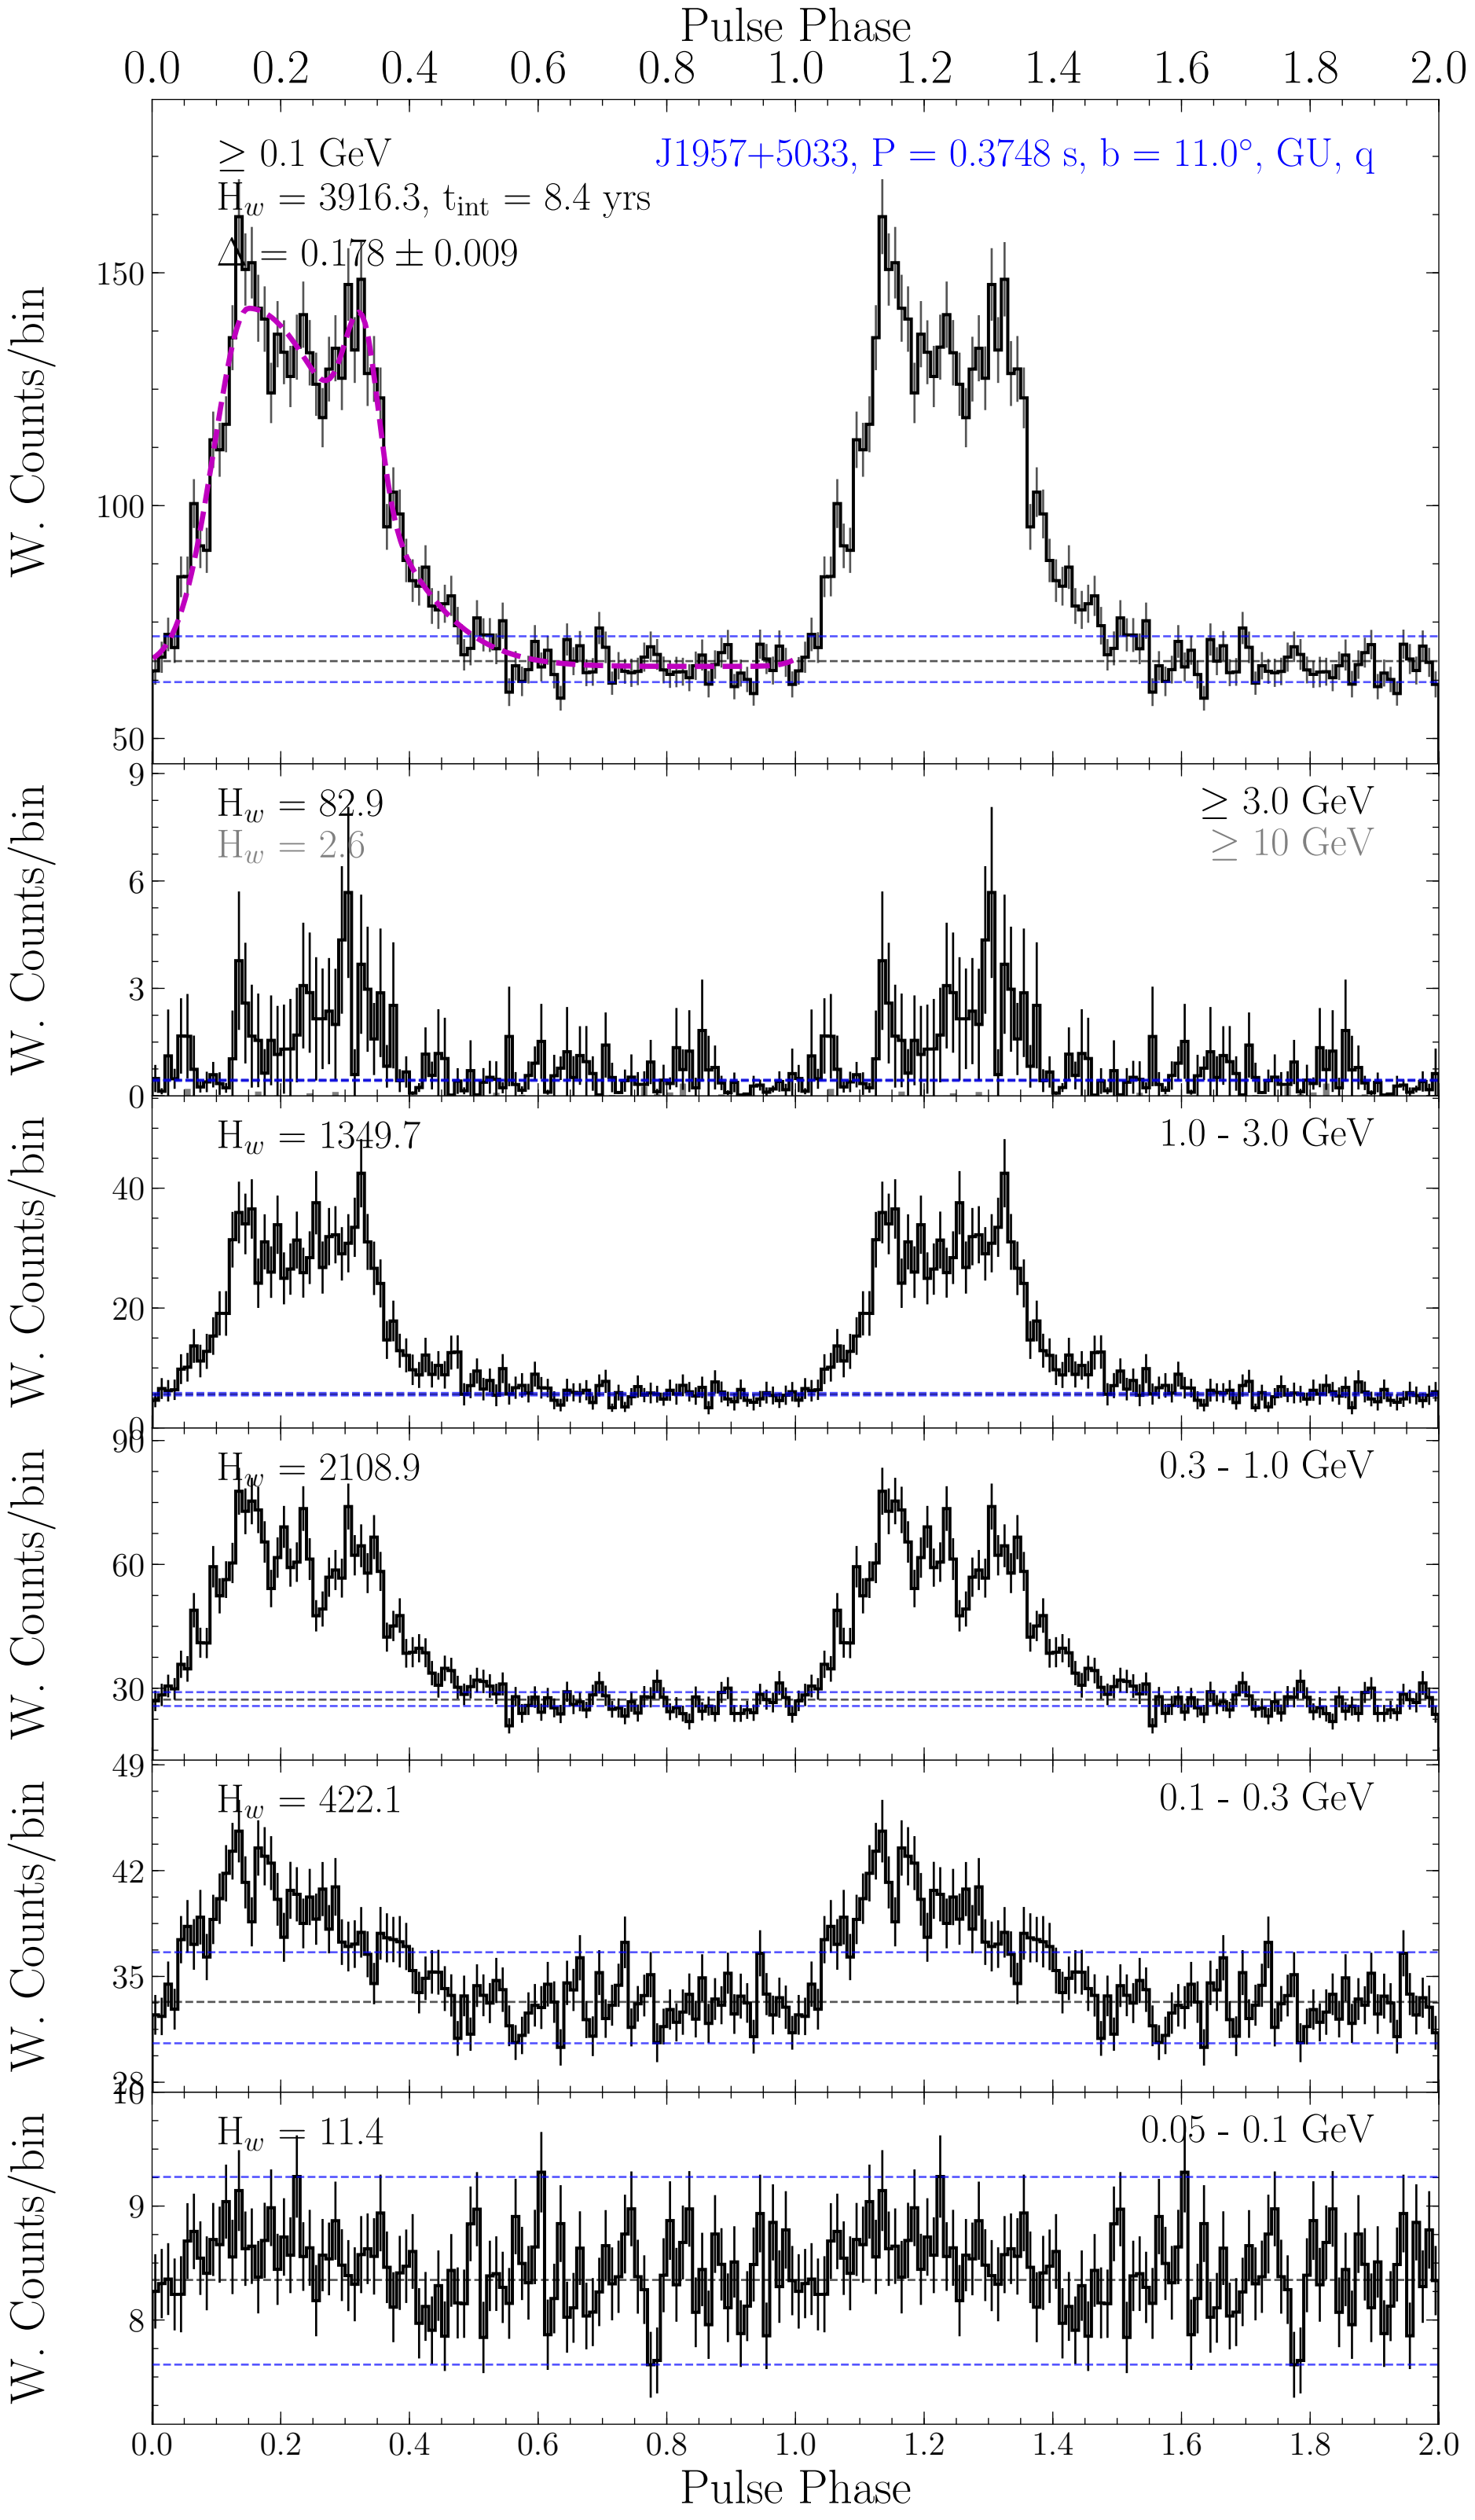 Pulse Phase
0.0 0.2 0.4 0.6 0.8 1.0 1.2 1.4 1.6 1.8 2.0
≥ 0.1 GeV
J1957+5033, P = 0.3748 s, b = 11.0°, GU, q
H_w = 3916.3, t_int = 8.4 yrs
Δ = 0.178 ± 0.009
150
100
50
W. Counts/bin
H_w = 82.9
≥ 3.0 GeV
H_w = 2.6
≥ 10 GeV
9
6
3
0
W. Counts/bin
H_w = 1349.7
1.0 - 3.0 GeV
40
20
0
W. Counts/bin
H_w = 2108.9
0.3 - 1.0 GeV
90
60
30
W. Counts/bin
H_w = 422.1
0.1 - 0.3 GeV
49
42
35
28
W. Counts/bin
H_w = 11.4
0.05 - 0.1 GeV
10
9
8
W. Counts/bin
0.0 0.2 0.4 0.6 0.8 1.0 1.2 1.4 1.6 1.8 2.0
Pulse Phase